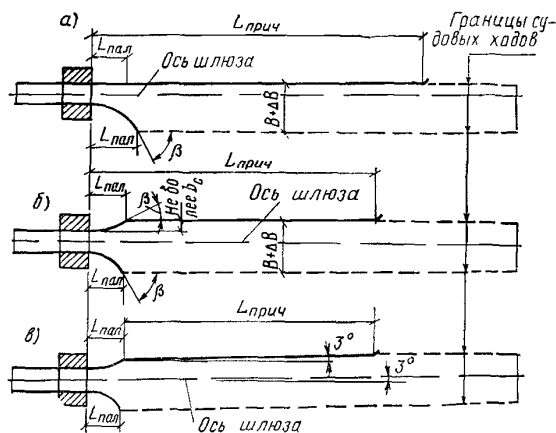 а)
Lприч
Границы су-
довых ходов
Lпал
Ось шлюза
B+ΔB
Lпал
β
Lприч
Lпал
β
Не бо
лее bс
Ось шлюза
б)
B+ΔB
Lпал
β
Lпал
Lприч
в)
3°
3°
Lпал
Ось шлюза